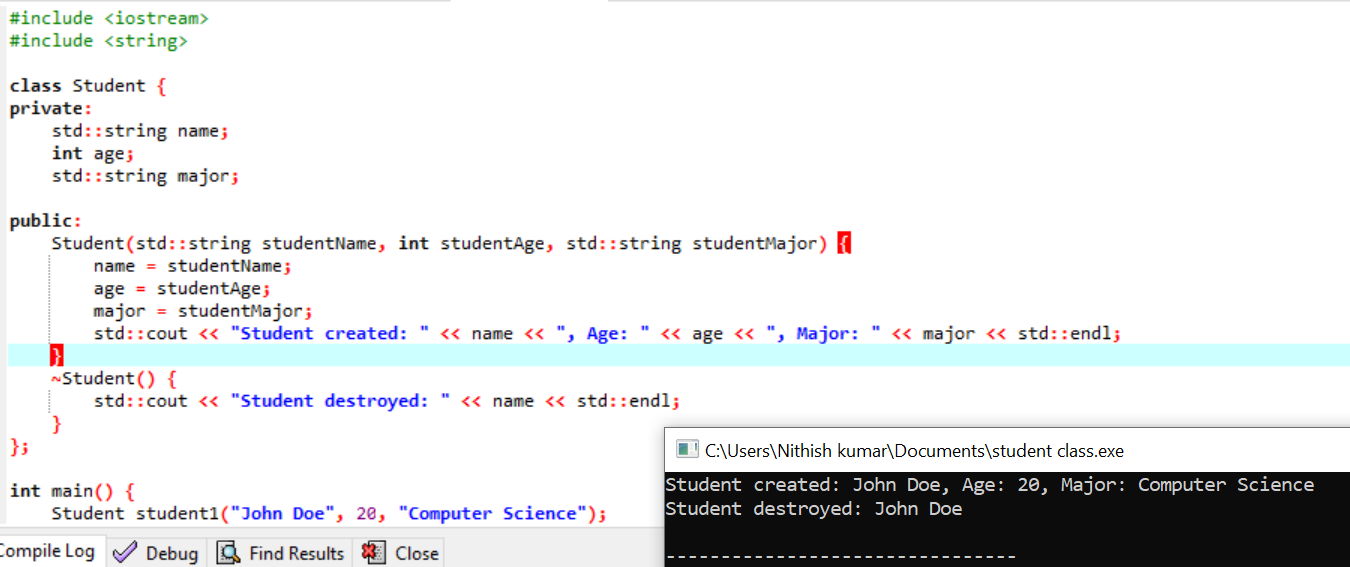 #include <iostream>
#include <string>
class Student {
private:
std::string name;
int age;
std::string major;
public:
Student(std::string studentName, int studentAge, std::string studentMajor) {
name = studentName;
age = studentAge;
major = studentMajor;
std::cout << "Student created: " << name << ", Age: " << age << ", Major: " << major << std::endl;
}
~Student() {
std::cout << "Student destroyed: " << name << std::endl;
}
};
int main() {
Student student1("John Doe", 20, "Computer Science");
Compile Log Debug Find Results Close
C:\Users\Nithish kumar\Documents\student class.exe
Student created: John Doe, Age: 20, Major: Computer Science
Student destroyed: John Doe
--------------------------------